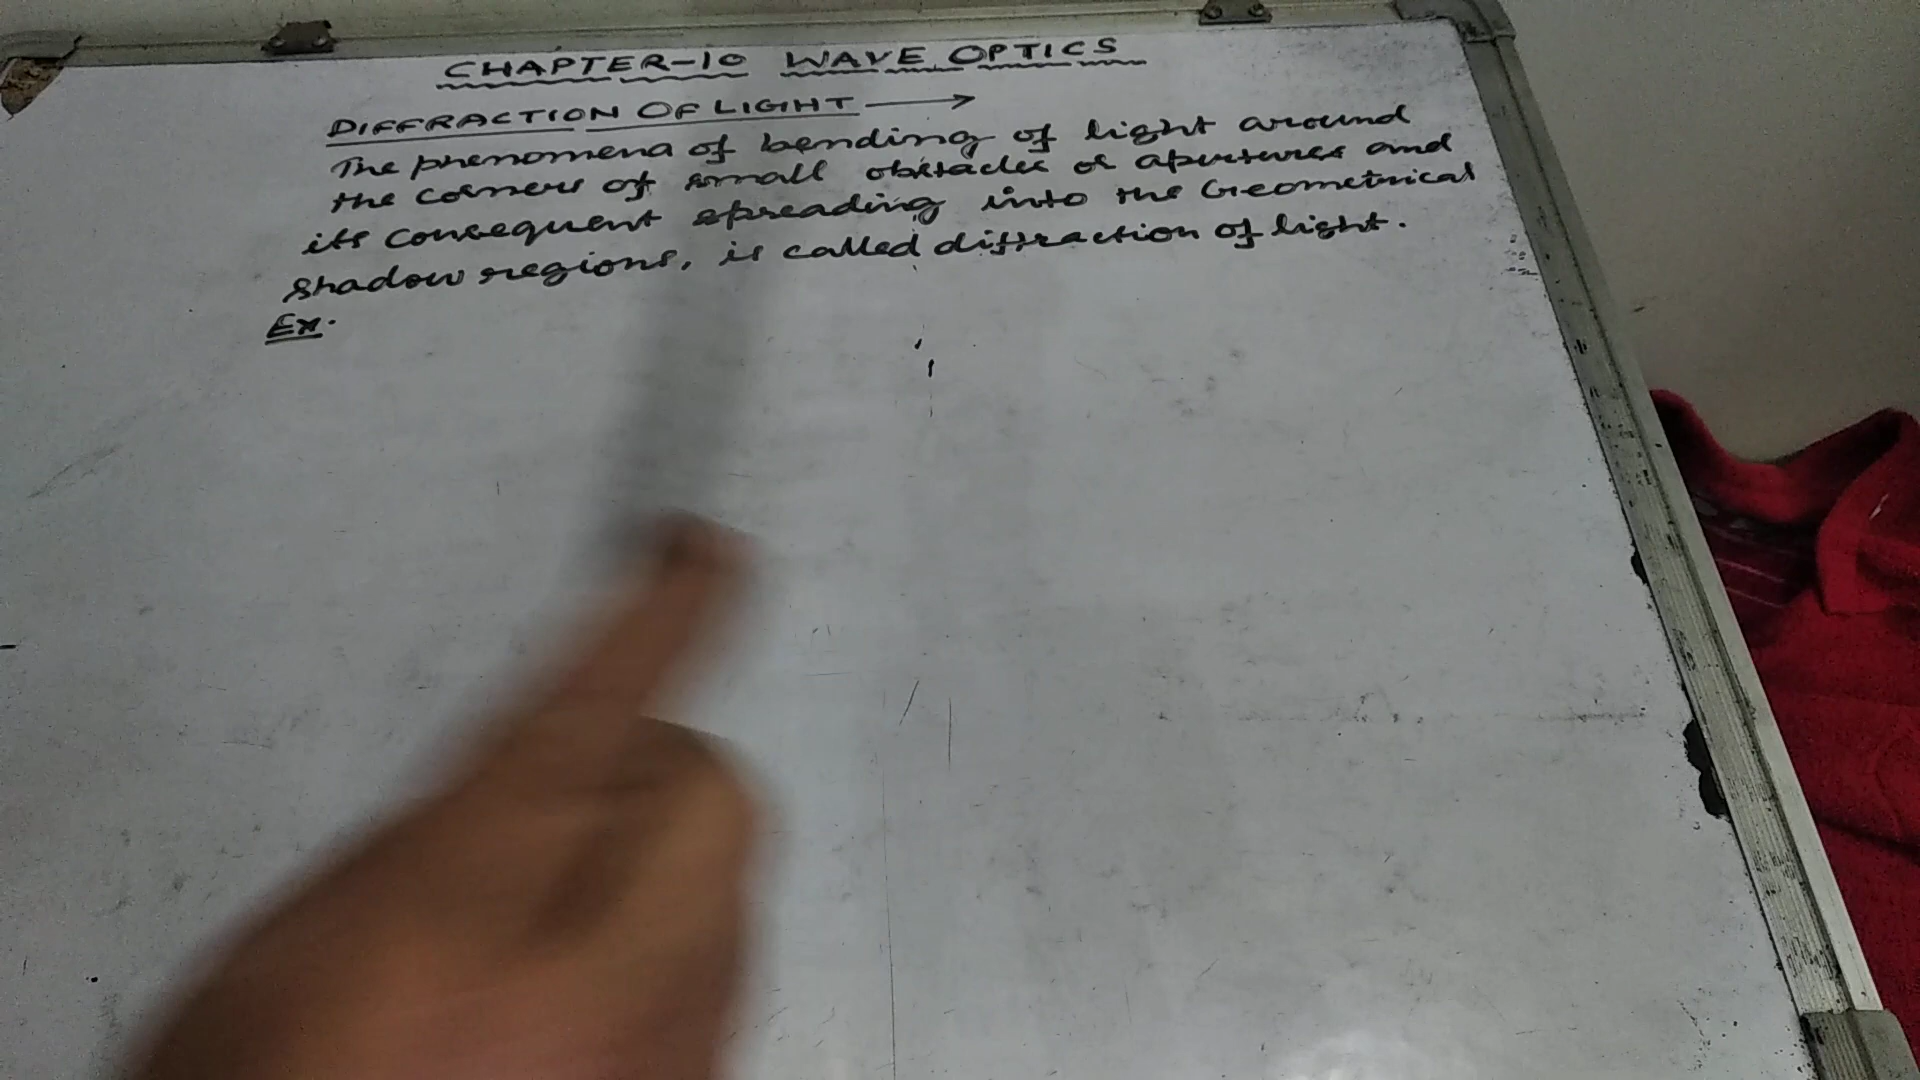 CHAPTER-10 WAVE OPTICS
DIFFRACTION OF LIGHT →
The phenomena of bending of light around
the corners of small obstacles or apertures and
its consequent spreading into the Geometrical
shadow regions, is called diffraction of light.
Ex.